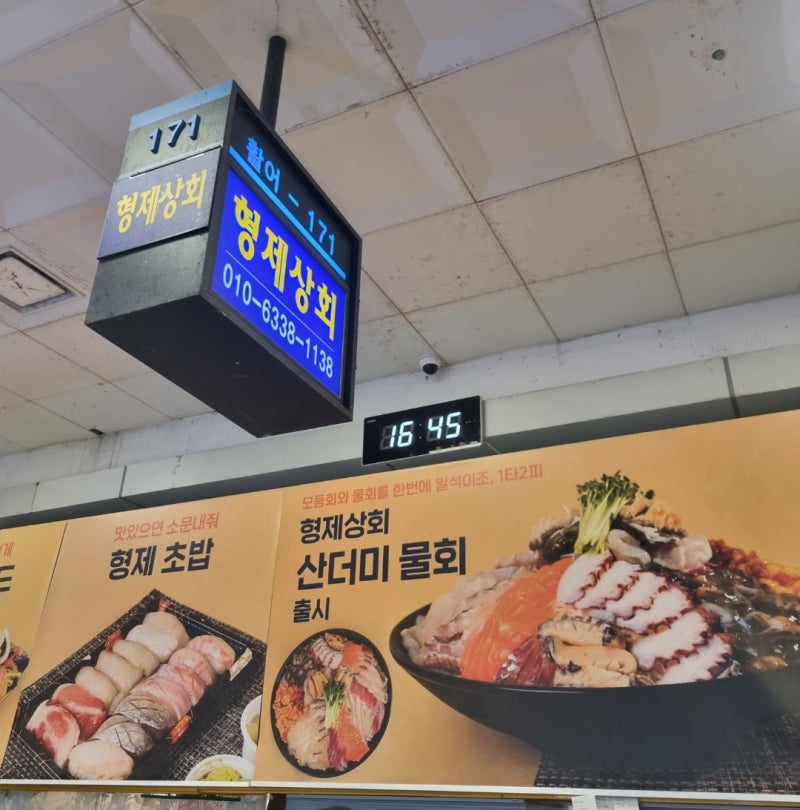 171
형제상회
활어 - 171
형제상회
010-6338-1138
16 45
맛있으면 소문내줘
형제 초밥
모듬회와 물회를 한번에 일석이조, 1타2피
형제상회
산더미 물회
출시